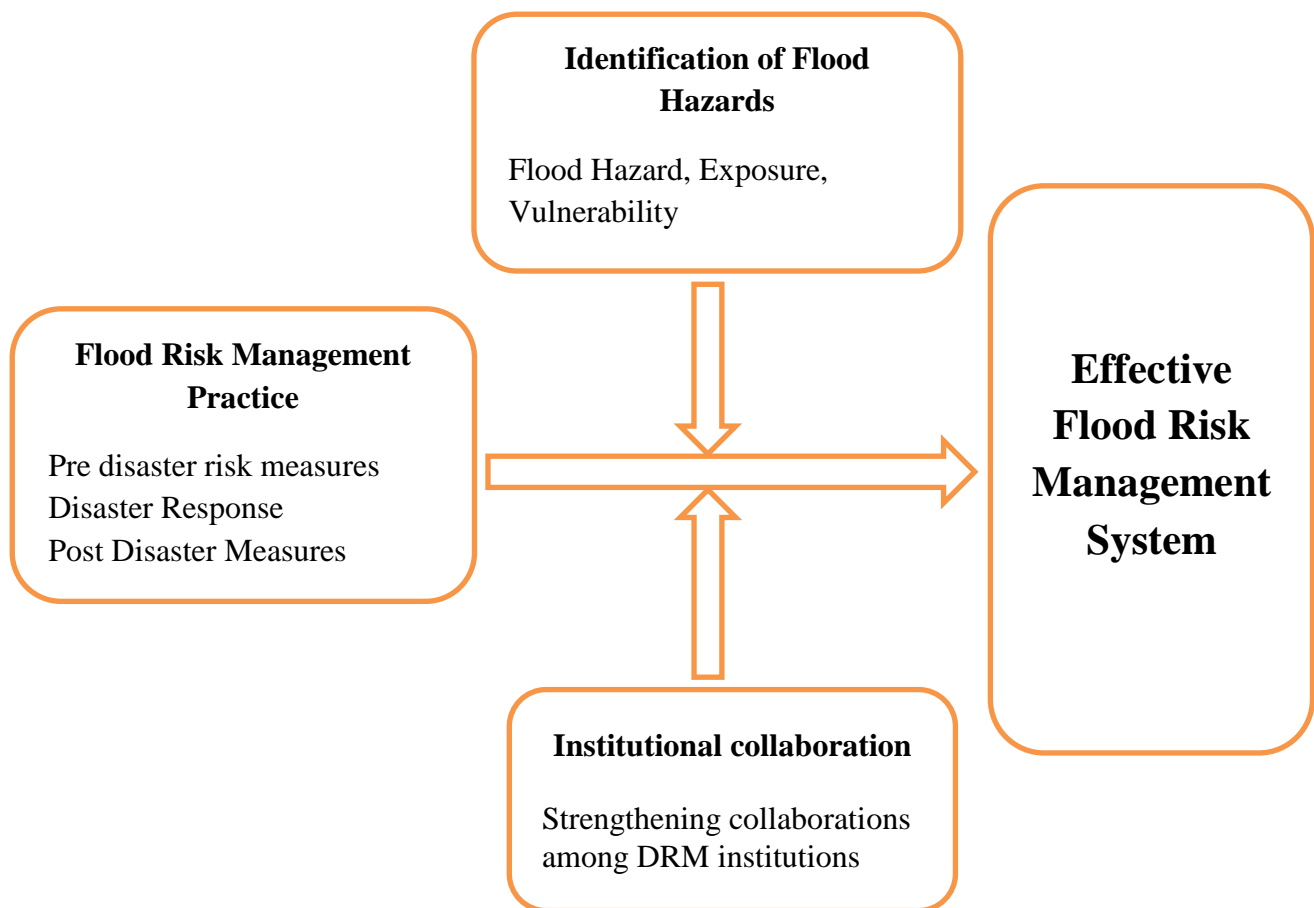 Identification of Flood
Hazards
Flood Hazard, Exposure,
Vulnerability
Flood Risk Management
Practice
Pre disaster risk measures
Disaster Response
Post Disaster Measures
Effective
Flood Risk
Management
System
Institutional collaboration
Strengthening collaborations
among DRM institutions